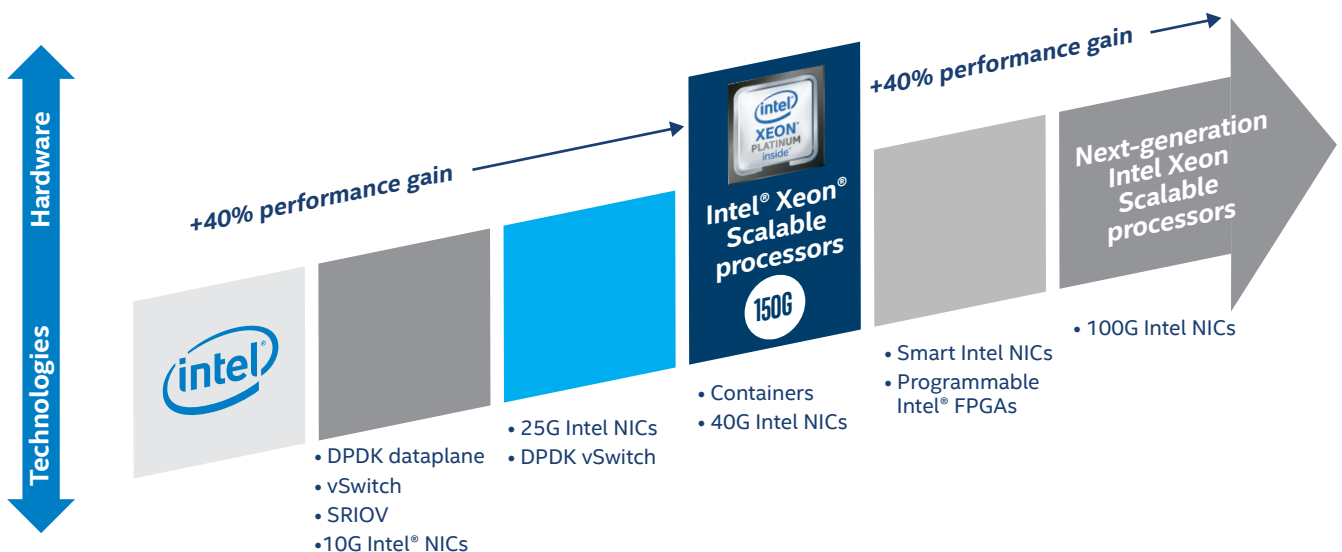 Hardware
Technologies
+40% performance gain
+40% performance gain
intel®
• DPDK dataplane
• vSwitch
• SRIOV
•10G Intel® NICs
• 25G Intel NICs
• DPDK vSwitch
intel®
XEON®
PLATINUM
inside™
Intel® Xeon®
Scalable
processors
150G
• Containers
• 40G Intel NICs
• Smart Intel NICs
• Programmable
Intel® FPGAs
Next-generation
Intel Xeon
Scalable
processors
• 100G Intel NICs